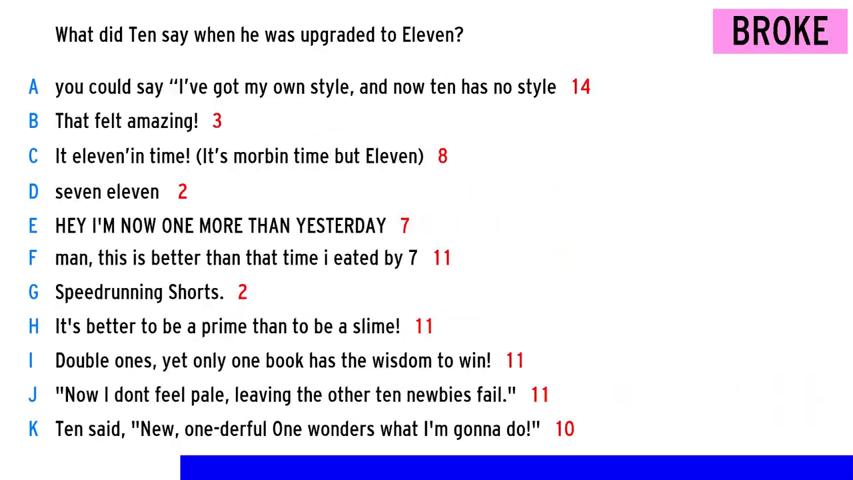 What did Ten say when he was upgraded to Eleven?
BROKE
A you could say “I've got my own style, and now ten has no style 14
B That felt amazing! 3
C It eleven'in time! (It's morbin time but Eleven) 8
D seven eleven 2
E HEY I'M NOW ONE MORE THAN YESTERDAY 7
F man, this is better than that time i eated by 7 11
G Speedrunning Shorts. 2
H It's better to be a prime than to be a slime! 11
I Double ones, yet only one book has the wisdom to win! 11
J "Now I dont feel pale, leaving the other ten newbies fail." 11
K Ten said, "New, one-derful One wonders what I'm gonna do!" 10